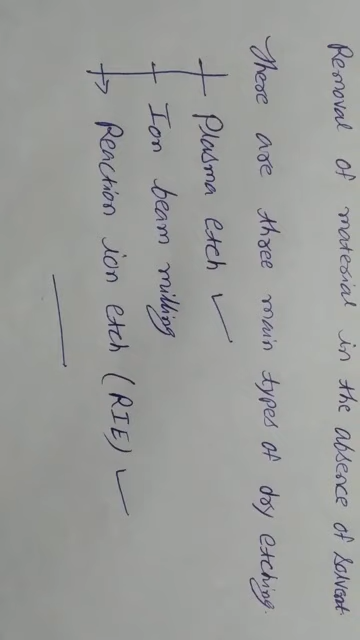 Removal of material in the absence of solvent.
There are three main types of dry etching.
Plasma etch ✓
Ion beam milling
Reaction ion etch (RIE) ✓